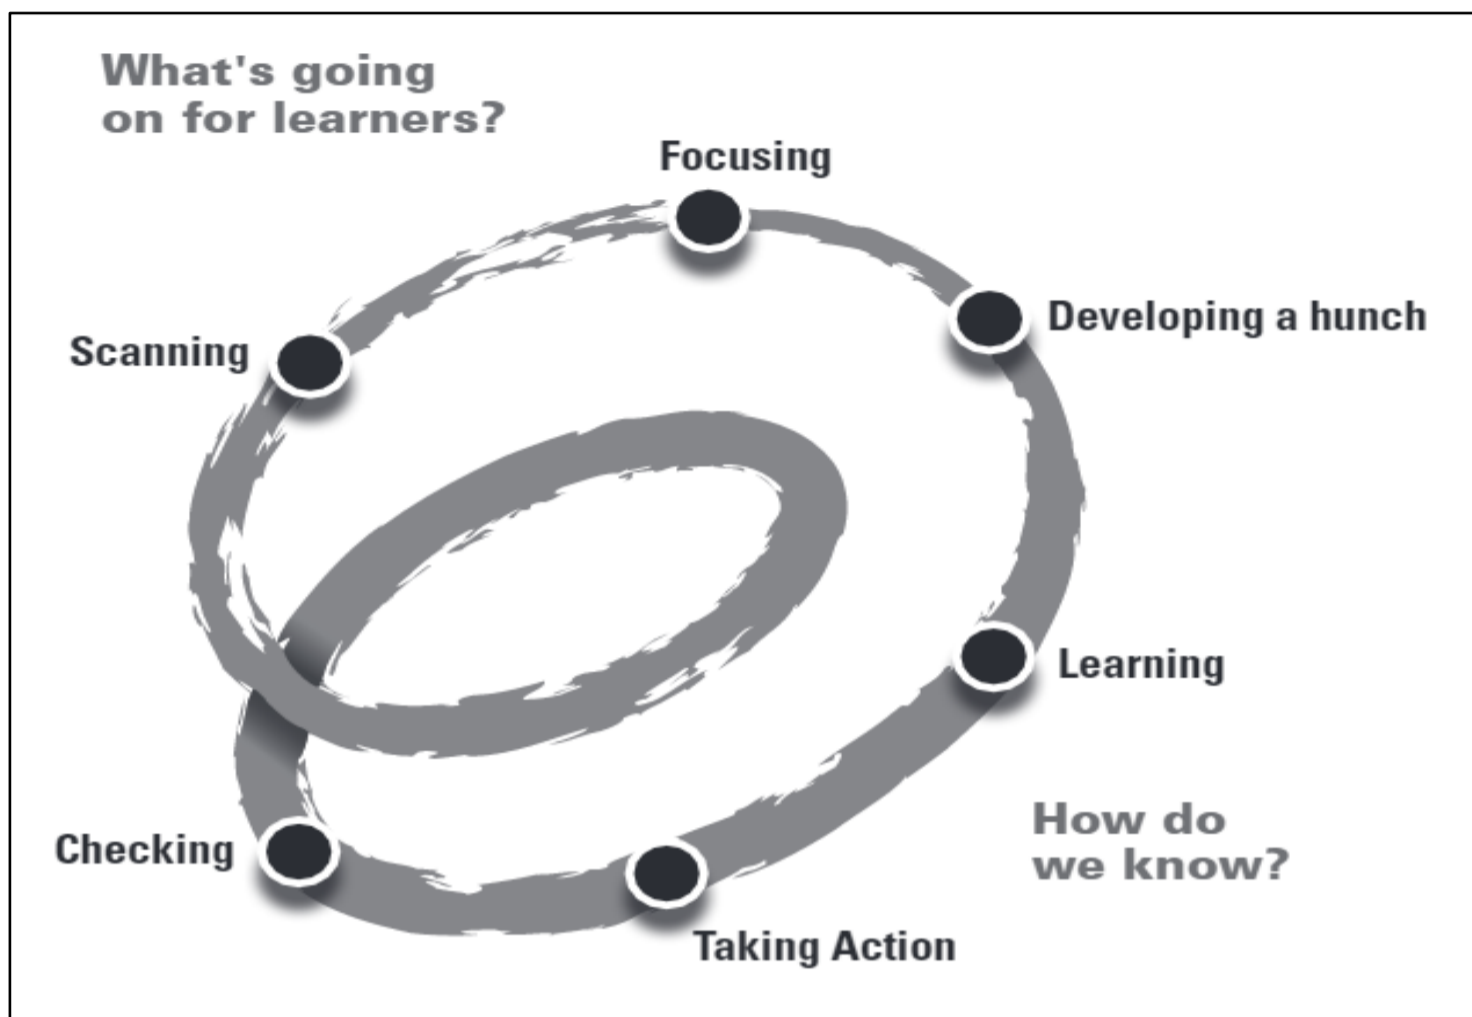 What's going
on for learners?
Focusing
Developing a hunch
Scanning
Learning
How do
we know?
Checking
Taking Action